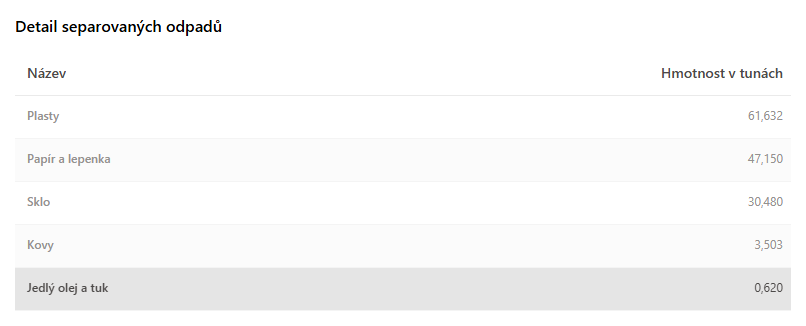 Detail separovaných odpadů
Název Hmotnost v tunách
Plasty 61,632
Papír a lepenka 47,150
Sklo 30,480
Kovy 3,503
Jedlý olej a tuk 0,620